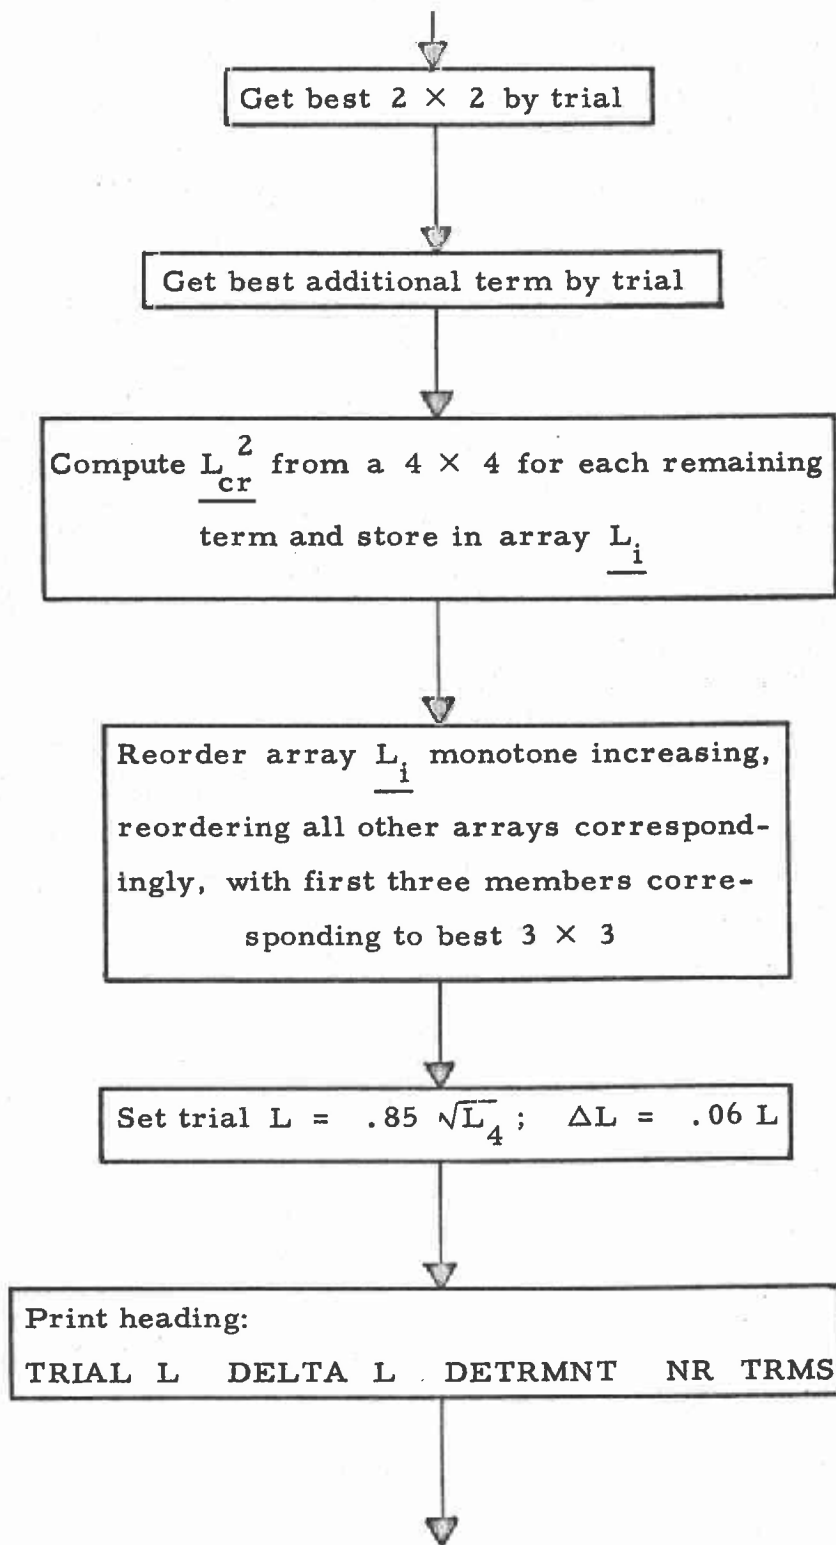 Get best 2 × 2 by trial
Get best additional term by trial
Compute L_cr^2 from a 4 × 4 for each remaining
term and store in array L_i
Reorder array L_i monotone increasing,
reordering all other arrays correspond-
ingly, with first three members corre-
sponding to best 3 × 3
Set trial L = .85 √L_4 ; ΔL = .06 L
Print heading:
TRIAL L DELTA L DETRMNT NR TRMS